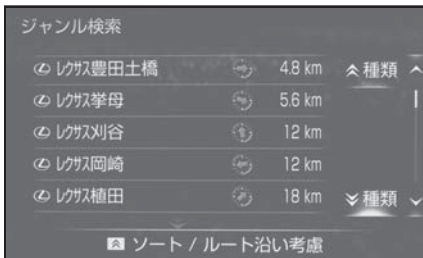 ジャンル検索
レクサス豊田土橋 4.8 km
種類
レクサス挙母 5.6 km
レクサス刈谷 12 km
レクサス岡崎 12 km
レクサス植田 18 km
種類
ソート / ルート沿い考慮